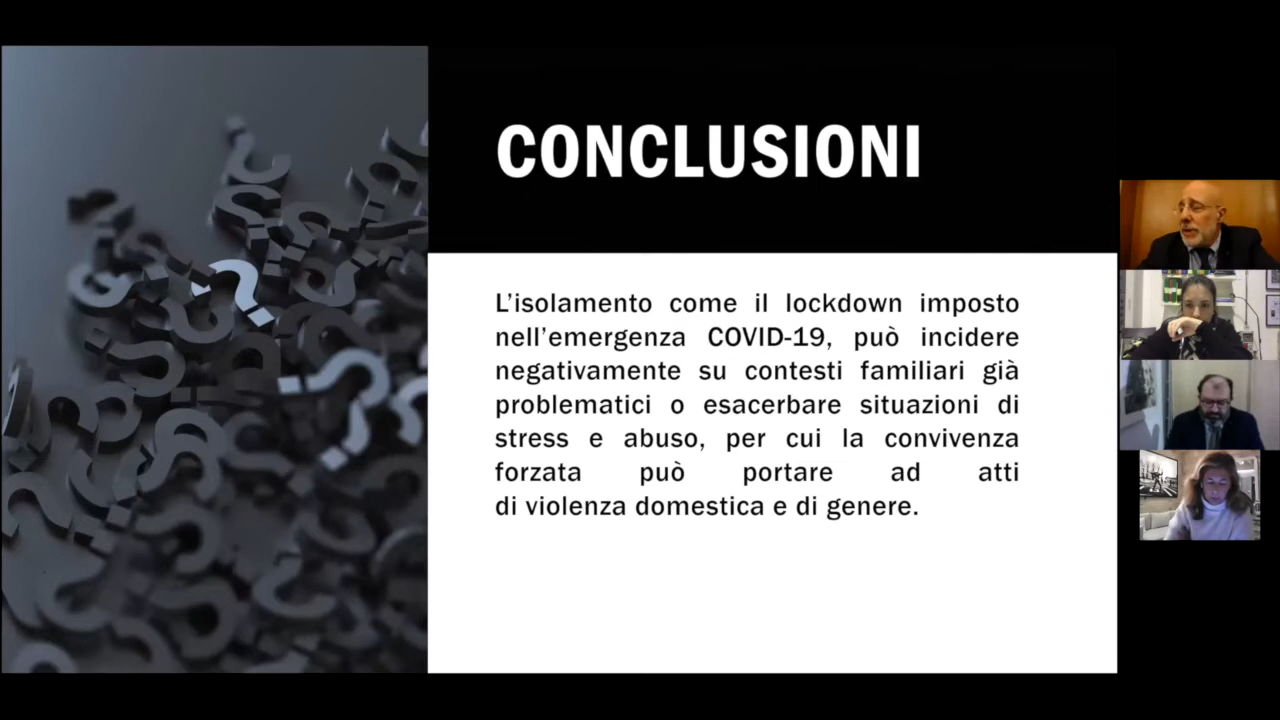 CONCLUSIONI
L’isolamento come il lockdown imposto
nell’emergenza COVID-19, può incidere
negativamente su contesti familiari già
problematici o esacerbare situazioni di
stress e abuso, per cui la convivenza
forzata può portare ad atti
di violenza domestica e di genere.